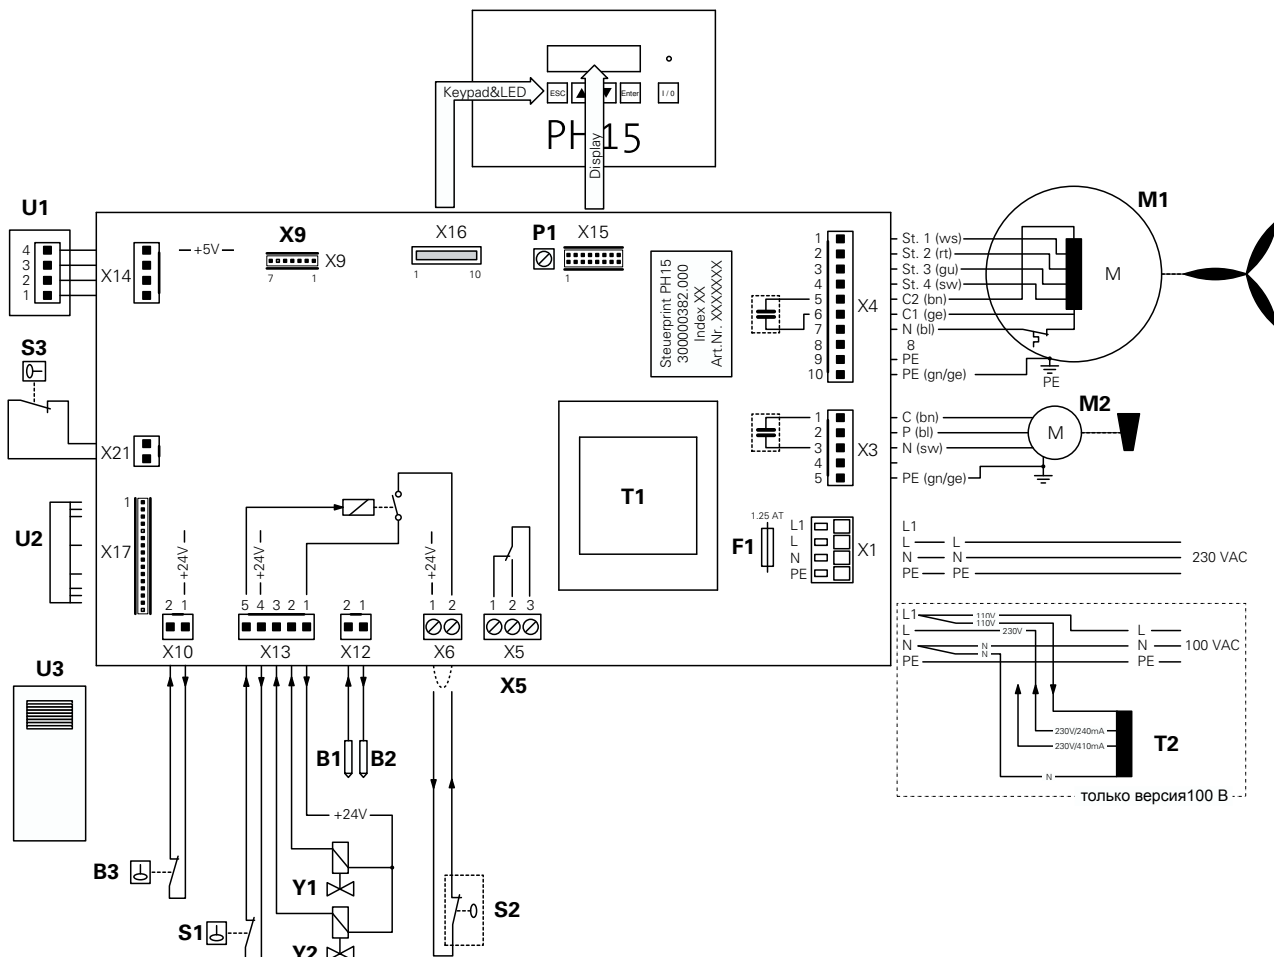 Keypad&LED
ESC
Enter
I / 0
PH15
Display
U1
4
3
2
1
X14
+5V
X9
X9
7 1
X16
1 10
P1
X15
1
Steuerprint PH15
300000382.000
Index XX
Art.Nr. XXXXXXX
1
2
3
4
5
6
7
8
9
10
X4
St. 1 (ws)
St. 2 (rt)
St. 3 (gu)
St. 4 (sw)
C2 (bn)
C1 (ge)
N (bl)
8
PE
PE (gn/ge)
M1
M
PE
S3
X21
1
2
3
4
5
X3
C (bn)
P (bl)
N (sw)
PE (gn/ge)
M2
M
T1
U2
1
X17
F1
1.25 AT
L1
L
N
PE
X1
L1
L L
N N
PE PE
230 VAC
+24V
2 1
X10
+24V
5 4 3 2 1
X13
2 1
X12
+24V
1 2
X6
1 2 3
X5
X5
U3
L1
L
N
PE
110V
110V
230V
N
N
L
N
PE
100 VAC
230V/240mA
230V/410mA
N
T2
только версия100 В
B1
B2
+24V
B3
Y1
S1
Y2
S2